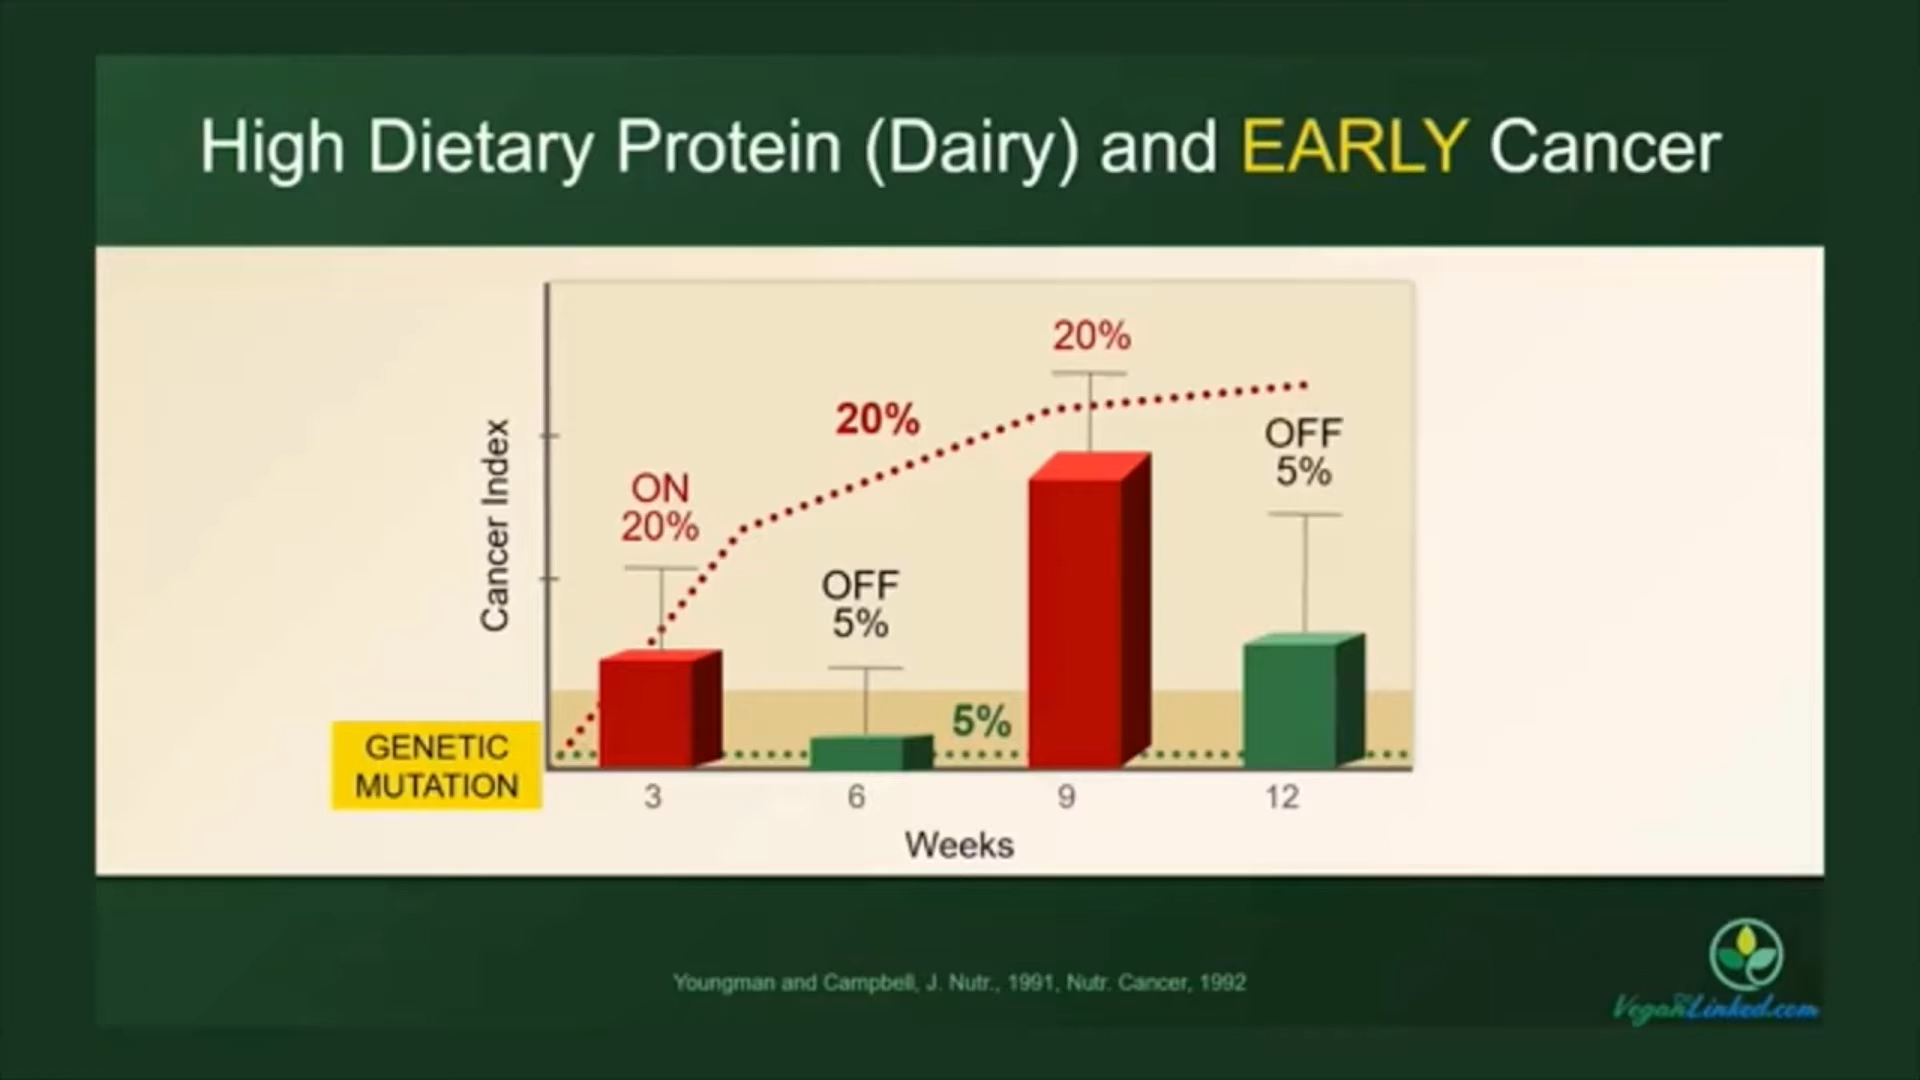 High Dietary Protein (Dairy) and EARLY Cancer
20%
20%
OFF
5%
ON
20%
OFF
5%
5%
Cancer Index
GENETIC
MUTATION
3 6 9 12
Weeks
Youngman and Campbell, J. Nutr., 1991, Nutr. Cancer, 1992
VeganLinked.com